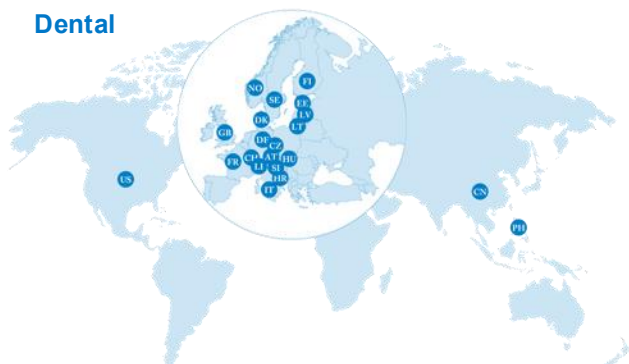 Dental
NO
FI
SE
EE
LV
DK
LT
GB
DE
CZ
FR
CH
AT
HU
LI
SI
HR
IT
US
CN
PH